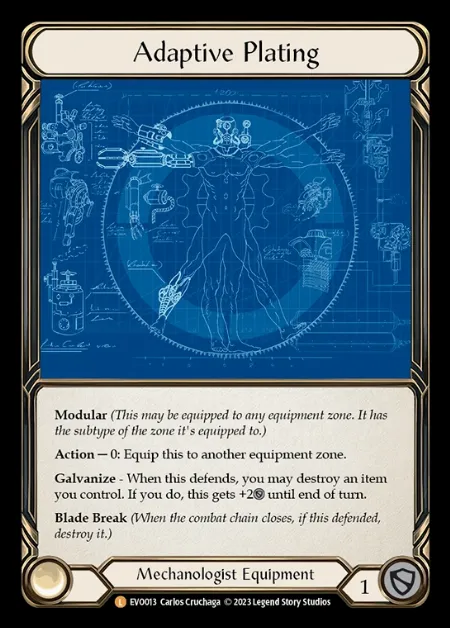 Adaptive Plating
Modular (This may be equipped to any equipment zone. It has
the subtype of the zone it's equipped to.)
Action — 0: Equip this to another equipment zone.
Galvanize - When this defends, you may destroy an item
you control. If you do, this gets +2 until end of turn.
Blade Break (When the combat chain closes, if this defended,
destroy it.)
Mechanologist Equipment
1
L EVO013 Carlos Cruchaga © 2023 Legend Story Studios